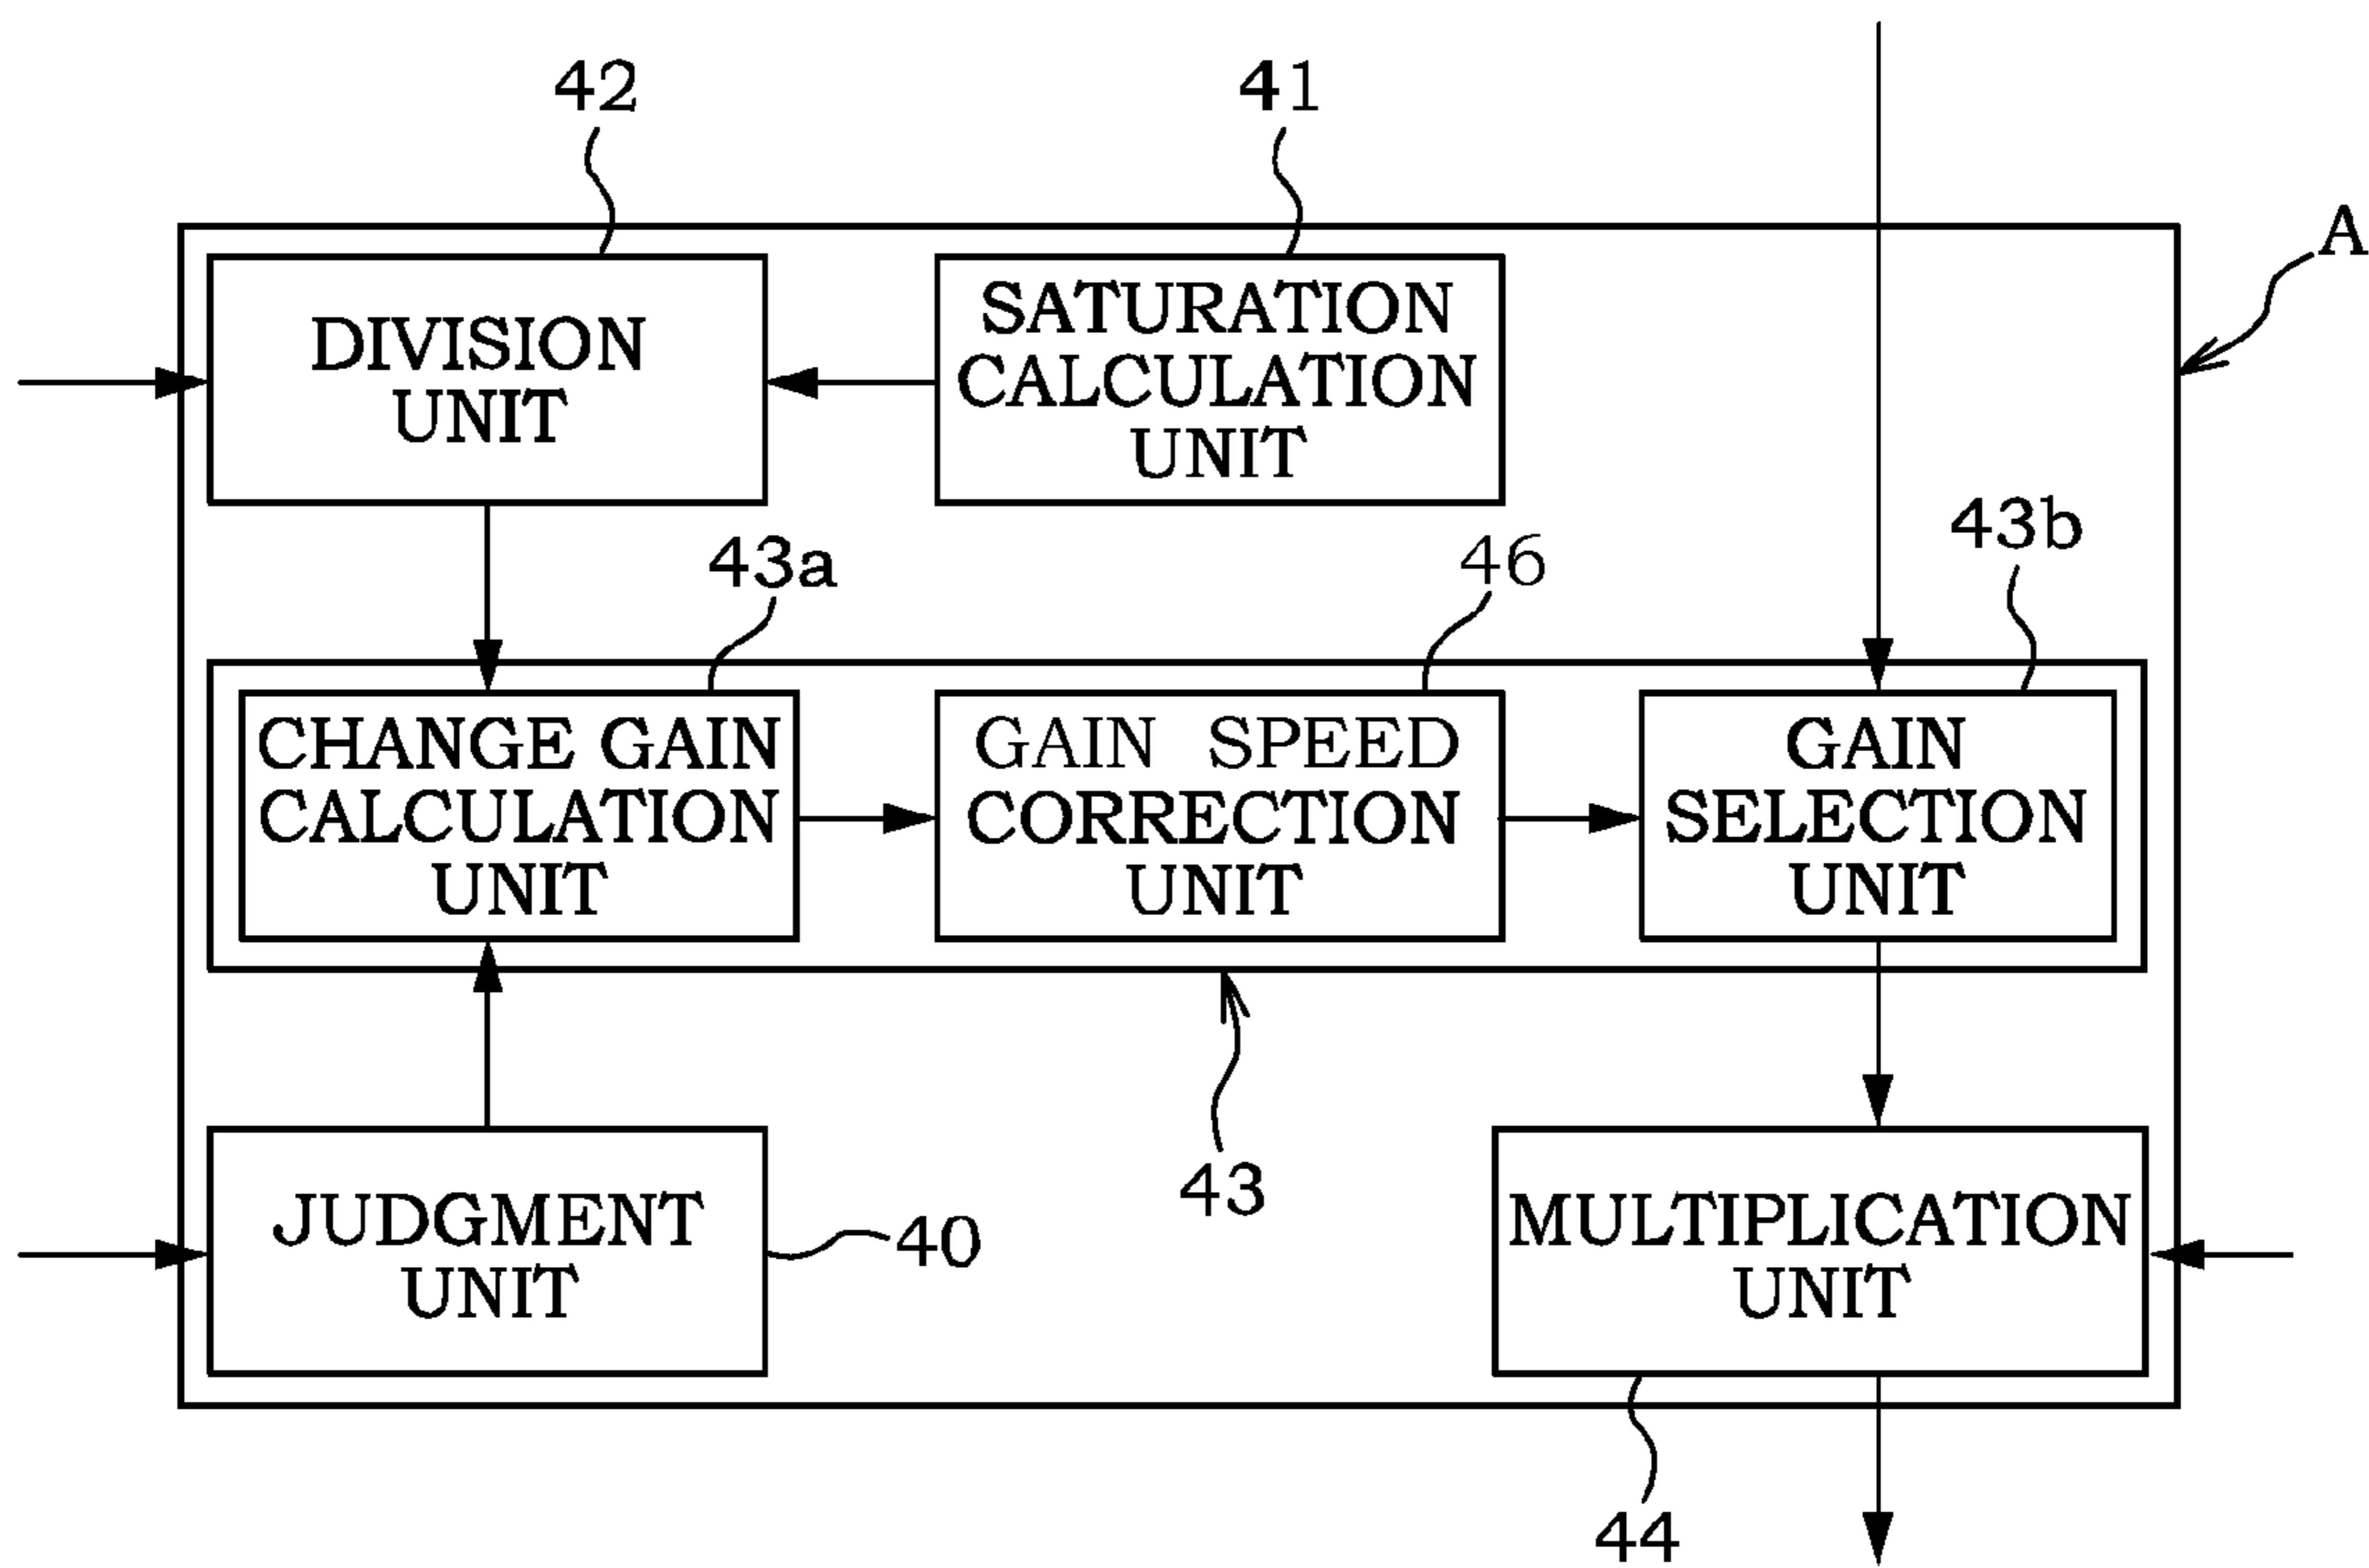 42
41
A
DIVISION
UNIT
SATURATION
CALCULATION
UNIT
43a
46
43b
CHANGE GAIN
CALCULATION
UNIT
GAIN SPEED
CORRECTION
UNIT
GAIN
SELECTION
UNIT
43
JUDGMENT
UNIT
40
MULTIPLICATION
UNIT
44